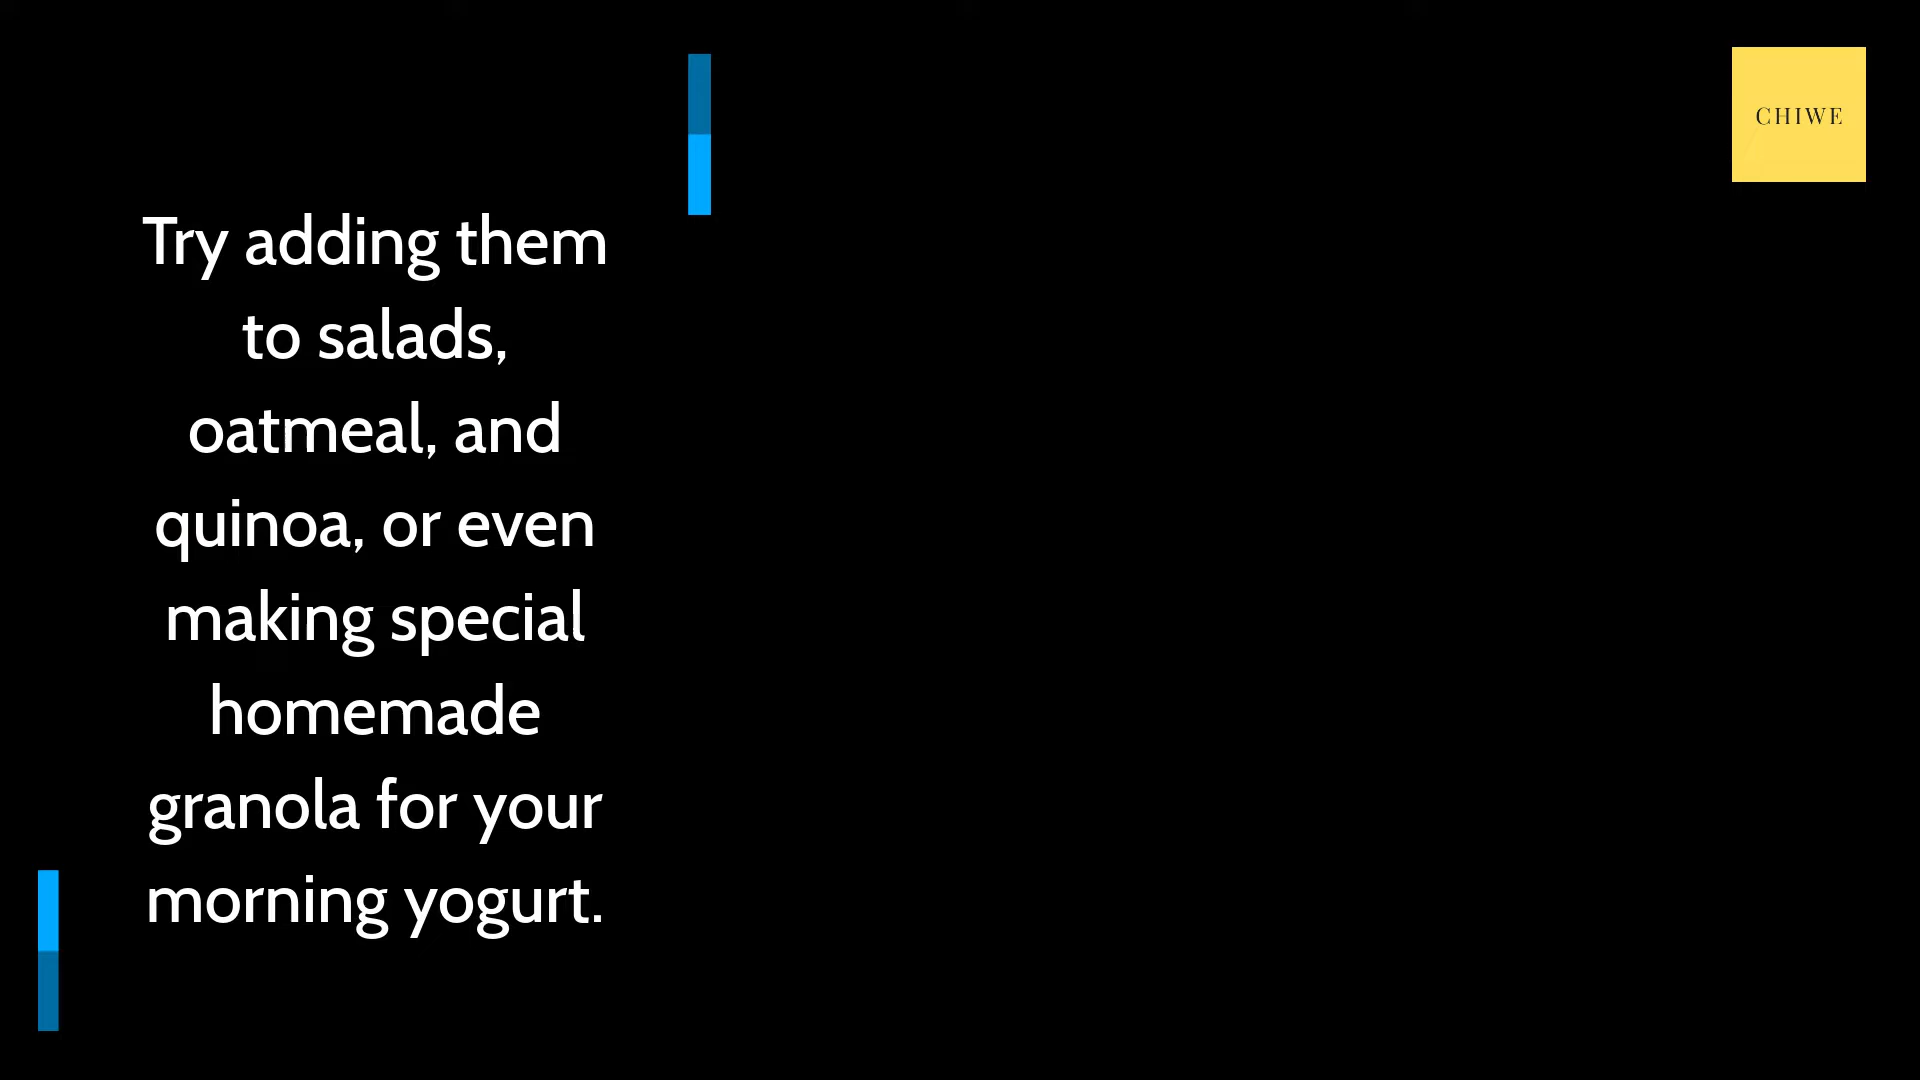 CHIWE
Try adding them
to salads,
oatmeal, and
quinoa, or even
making special
homemade
granola for your
morning yogurt.